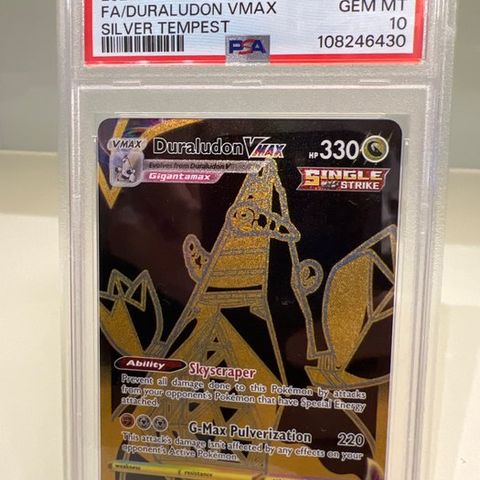 FA/DURALUDON VMAX GEM MT
SILVER TEMPEST 10
PSA 108246430
VMAX Duraludon VMAX HP 330
Evolves from Duraludon V
Gigantamax
SINGLE STRIKE
Ability Skyscraper
Prevent all damage done to this Pokémon by attacks
from your opponent's Pokémon that have Special Energy
attached.
G-Max Pulverization 220
This attack's damage isn't affected by any effects on
your opponent's Active Pokémon.
weakness
resistance